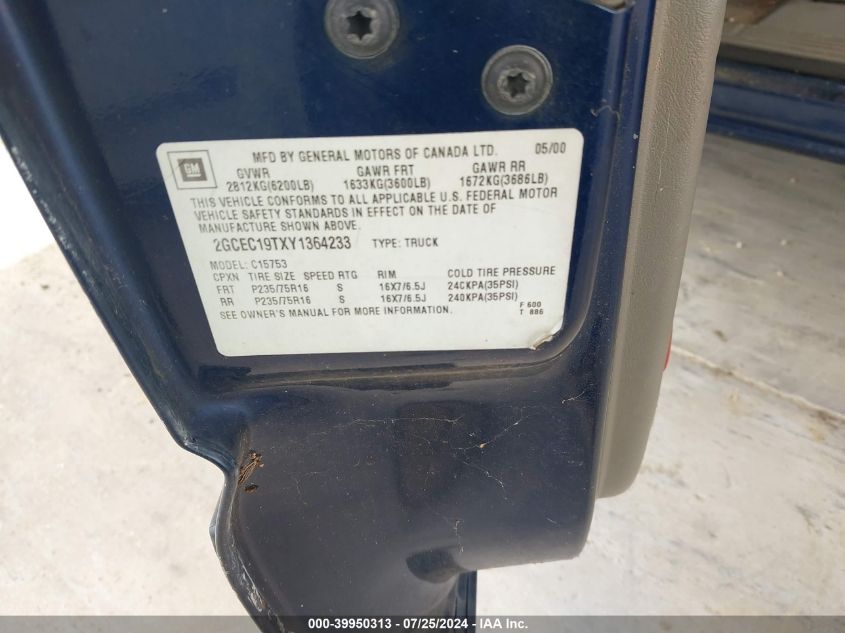 GM
MFD BY GENERAL MOTORS OF CANADA LTD. 05/00
GVWR GAWR FRT GAWR RR
2812KG(6200LB) 1633KG(3600LB) 1672KG(3686LB)
THIS VEHICLE CONFORMS TO ALL APPLICABLE U.S. FEDERAL MOTOR
VEHICLE SAFETY STANDARDS IN EFFECT ON THE DATE OF
MANUFACTURE SHOWN ABOVE.
2GCEC19TXY1364233 TYPE: TRUCK
MODEL: C15753
CPXN TIRE SIZE SPEED RTG RIM COLD TIRE PRESSURE
FRT P235/75R16 S 16X7/6.5J 240KPA(35PSI)
RR P235/75R16 S 16X7/6.5J 240KPA(35PSI)
SEE OWNER'S MANUAL FOR MORE INFORMATION. F 600
T 886
000-39950313 / 07/25/2024 - IAA Inc.